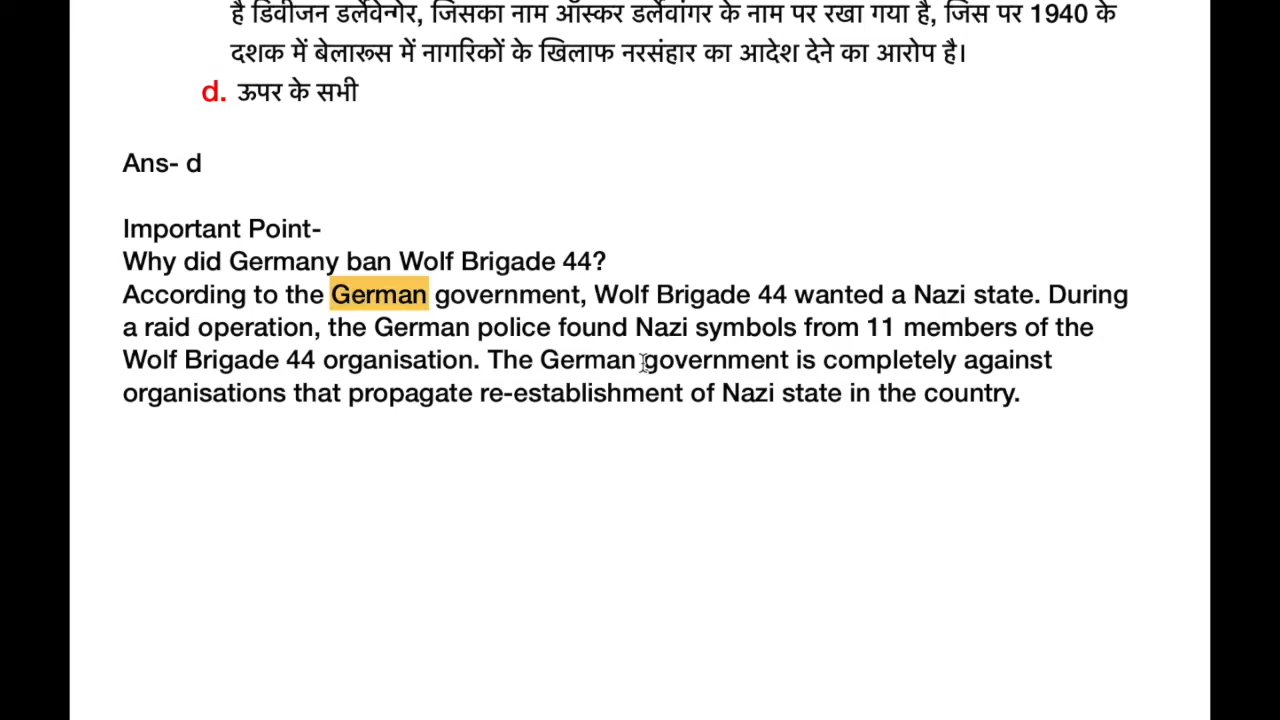 है डिवीजन डर्लेवेन्गेर, जिसका नाम ऑस्कर डर्लेवांगर के नाम पर रखा गया है, जिस पर 1940 के
दशक में बेलारूस में नागरिकों के खिलाफ नरसंहार का आदेश देने का आरोप है।
d. ऊपर के सभी
Ans- d
Important Point-
Why did Germany ban Wolf Brigade 44?
According to the German government, Wolf Brigade 44 wanted a Nazi state. During
a raid operation, the German police found Nazi symbols from 11 members of the
Wolf Brigade 44 organisation. The German government is completely against
organisations that propagate re-establishment of Nazi state in the country.